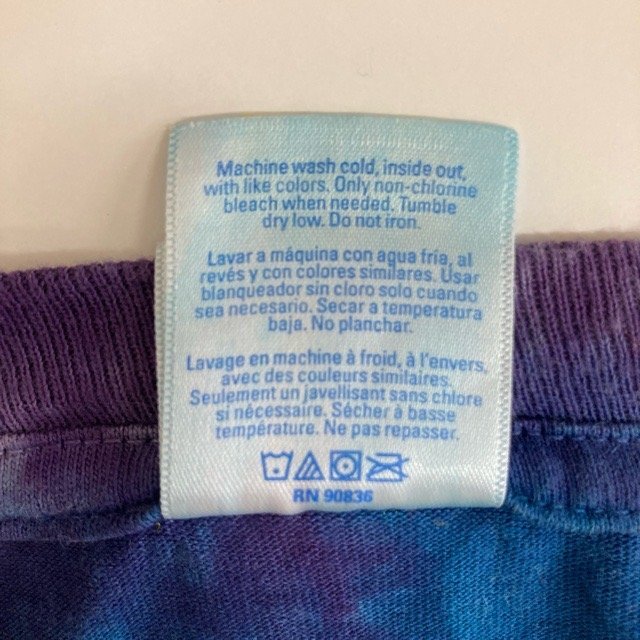 Machine wash cold, inside out,
with like colors. Only non-chlorine
bleach when needed. Tumble
dry low. Do not iron.
Lavar a máquina con agua fría, al
revés y con colores similares. Usar
blanqueador sin cloro solo cuando
sea necesario. Secar a temperatura
baja. No planchar.
Lavage en machine à froid, à l'envers,
avec des couleurs similaires.
Seulement un javellisant sans chlore
si nécessaire. Sécher à basse
température. Ne pas repasser.
RN 90836